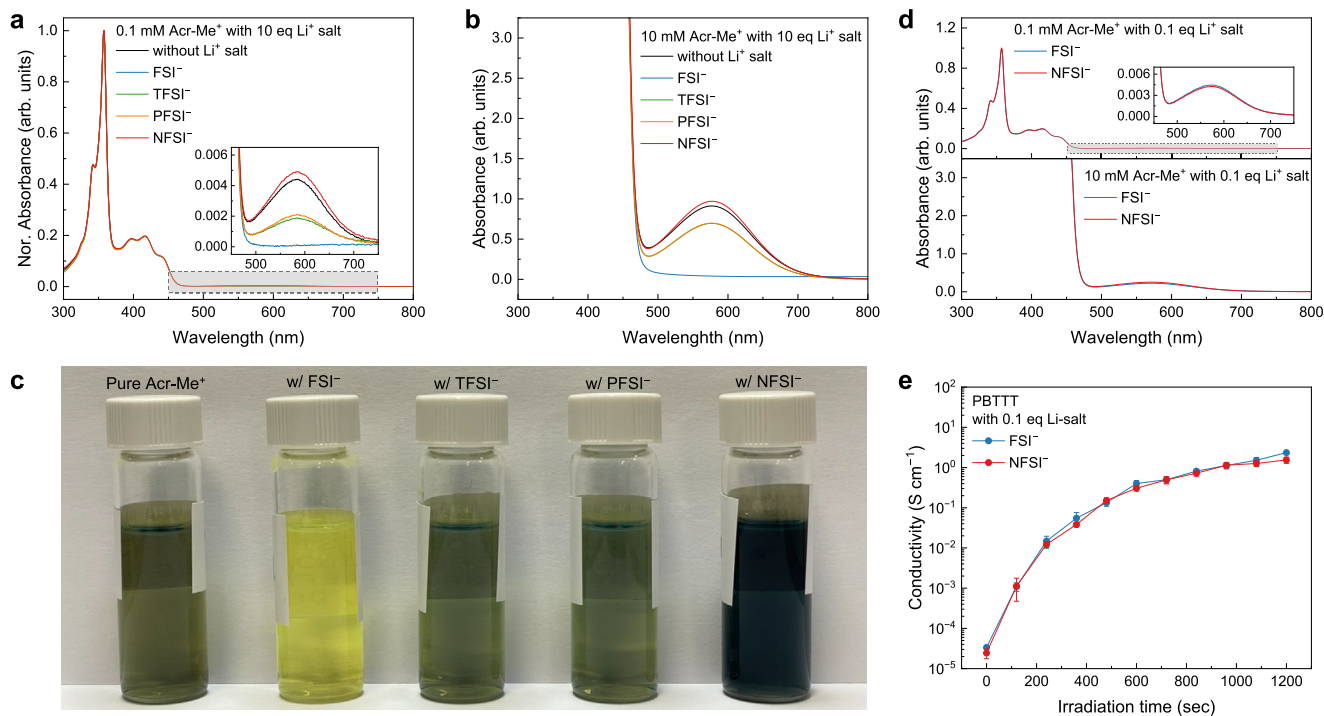 a
0.1 mM Acr-Me⁺ with 10 eq Li⁺ salt
without Li⁺ salt
FSI⁻
TFSI⁻
PFSI⁻
NFSI⁻
Nor. Absorbance (arb. units)
1.0
0.8
0.6
0.4
0.2
0.0
0.006
0.004
0.002
0.000
500 600 700
300 400 500 600 700 800
Wavelength (nm)
b
10 mM Acr-Me⁺ with 10 eq Li⁺ salt
without Li⁺ salt
FSI⁻
TFSI⁻
PFSI⁻
NFSI⁻
Absorbance (arb. units)
3.0
2.5
2.0
1.5
1.0
0.5
0.0
300 400 500 600 700 800
Wavelength (nm)
d
0.1 mM Acr-Me⁺ with 0.1 eq Li⁺ salt
FSI⁻
NFSI⁻
1.2
0.8
0.4
0.0
0.006
0.003
0.000
500 600 700
Absorbance (arb. units)
10 mM Acr-Me⁺ with 0.1 eq Li⁺ salt
FSI⁻
NFSI⁻
3.0
2.0
1.0
0.0
300 400 500 600 700 800
Wavelength (nm)
c
Pure Acr-Me⁺
w/ FSI⁻
w/ TFSI⁻
w/ PFSI⁻
w/ NFSI⁻
e
PBTTT
with 0.1 eq Li-salt
FSI⁻
NFSI⁻
Conductivity (S cm⁻¹)
10²
10¹
10⁰
10⁻¹
10⁻²
10⁻³
10⁻⁴
10⁻⁵
0 200 400 600 800 1000 1200
Irradiation time (sec)